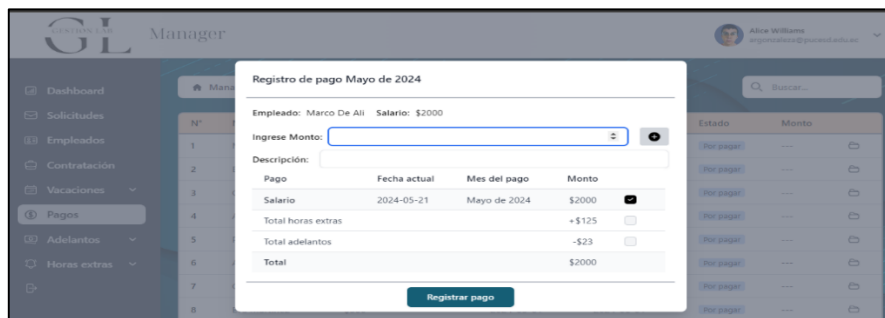 GESTION LAB
GL
Manager
Alice Williams
Dashboard
Solicitudes
Empleados
Contratación
Vacaciones
Pagos
Adelantos
Horas extras
Buscar...
N°
Estado
Monto
1
Por pagar
---
2
Por pagar
---
3
Por pagar
---
4
Por pagar
---
5
Por pagar
---
6
Por pagar
---
7
Por pagar
---
8
Por pagar
---
Registro de pago Mayo de 2024
Empleado: Marco De Ali Salario: $2000
Ingrese Monto:
Descripción:
Pago Fecha actual Mes del pago Monto
Salario 2024-05-21 Mayo de 2024 $2000
Total horas extras +$125
Total adelantos -$23
Total $2000
Registrar pago